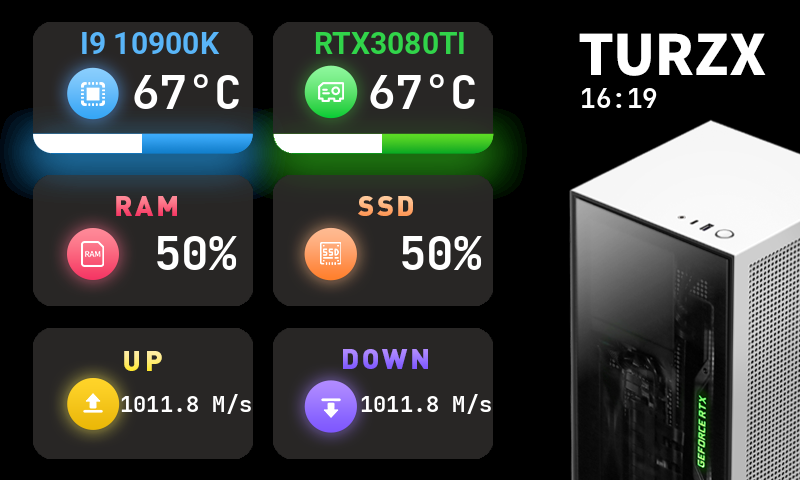 I9 10900K
67°C
RTX3080TI
67°C
TURZX
16:19
RAM
RAM
50%
SSD
SSD
50%
UP
1011.8 M/s
DOWN
1011.8 M/s
GEFORCE RTX